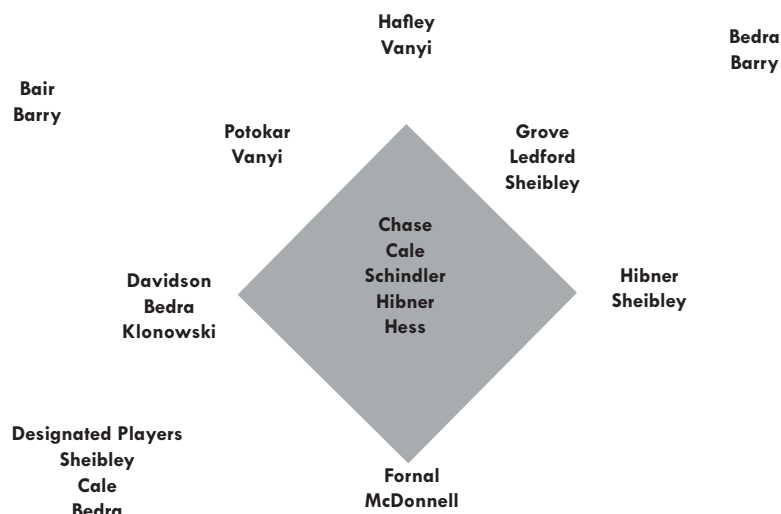 Hafley
Vanyi
Bedra
Barry
Bair
Barry
Potokar
Vanyi
Grove
Ledford
Sheibley
Chase
Cale
Schindler
Hibner
Hess
Davidson
Bedra
Klonowski
Hibner
Sheibley
Designated Players
Sheibley
Cale
Bedra
Fornal
McDonnell